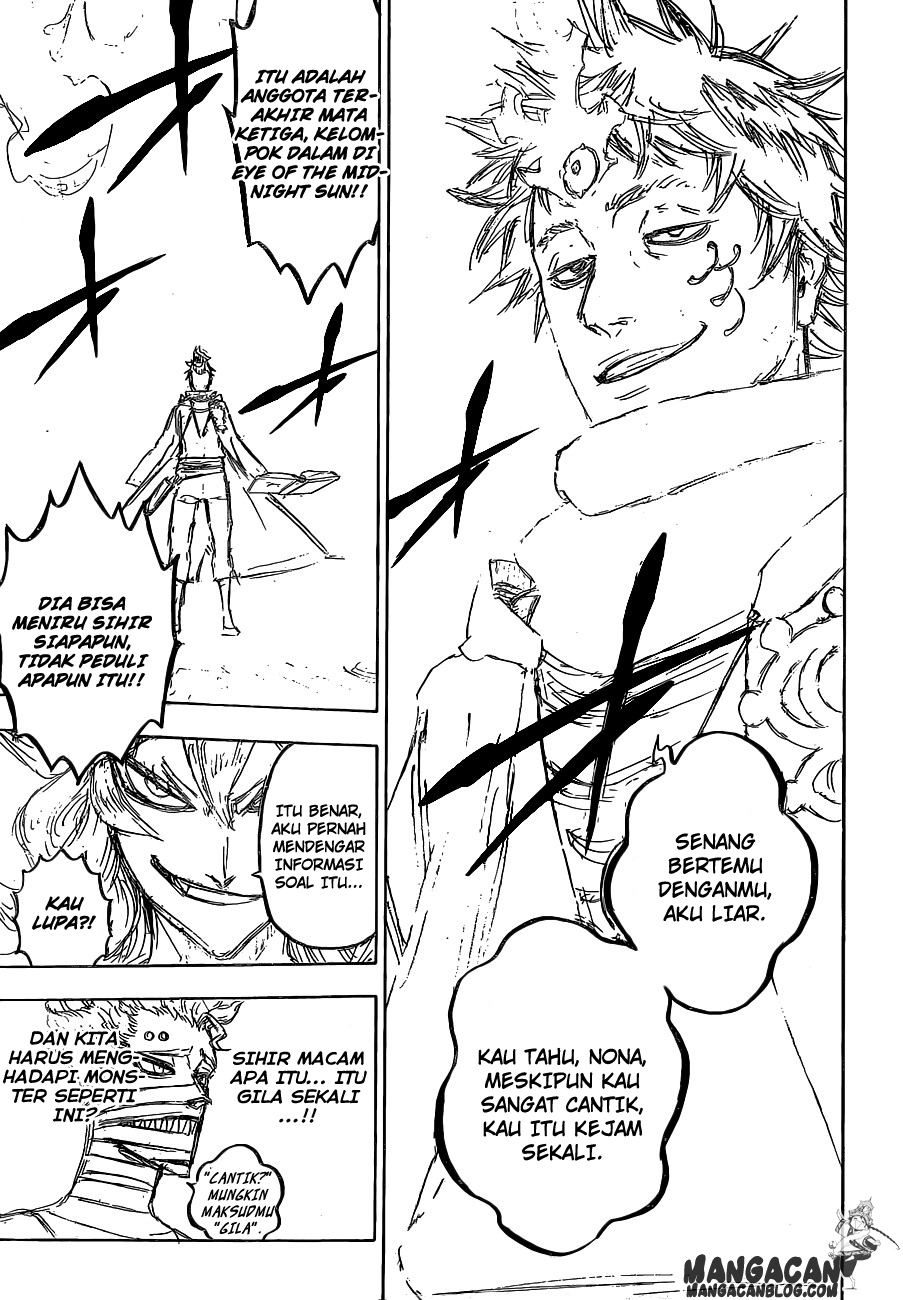 SENANG
BERTEMU
DENGANMU,
AKU LIAR.
KAU TAHU, NONA,
MESKIPUN KAU
SANGAT CANTIK,
KAU ITU KEJAM
SEKALI.
ITU ADALAH
ANGGOTA TER-
AKHIR MATA
KETIGA, KELOM-
POK DALAM DI
EYE OF THE MID-
NIGHT SUN!!
DIA BISA
MENIRU SIHIR
SIAPAPUN,
TIDAK PEDULI
APAPUN ITU!!
ITU BENAR,
AKU PERNAH
MENDENGAR
INFORMASI
SOAL ITU...
KAU
LUPA?!
SIHIR MACAM
APA ITU... ITU
GILA SEKALI
...!!
DAN KITA
HARUS MENG-
HADAPI MONS-
TER SEPERTI
INI?
"CANTIK?"
MUNGKIN
MAKSUDMU
"GILA".
MANGACAN
MANGACANBLOG.COM